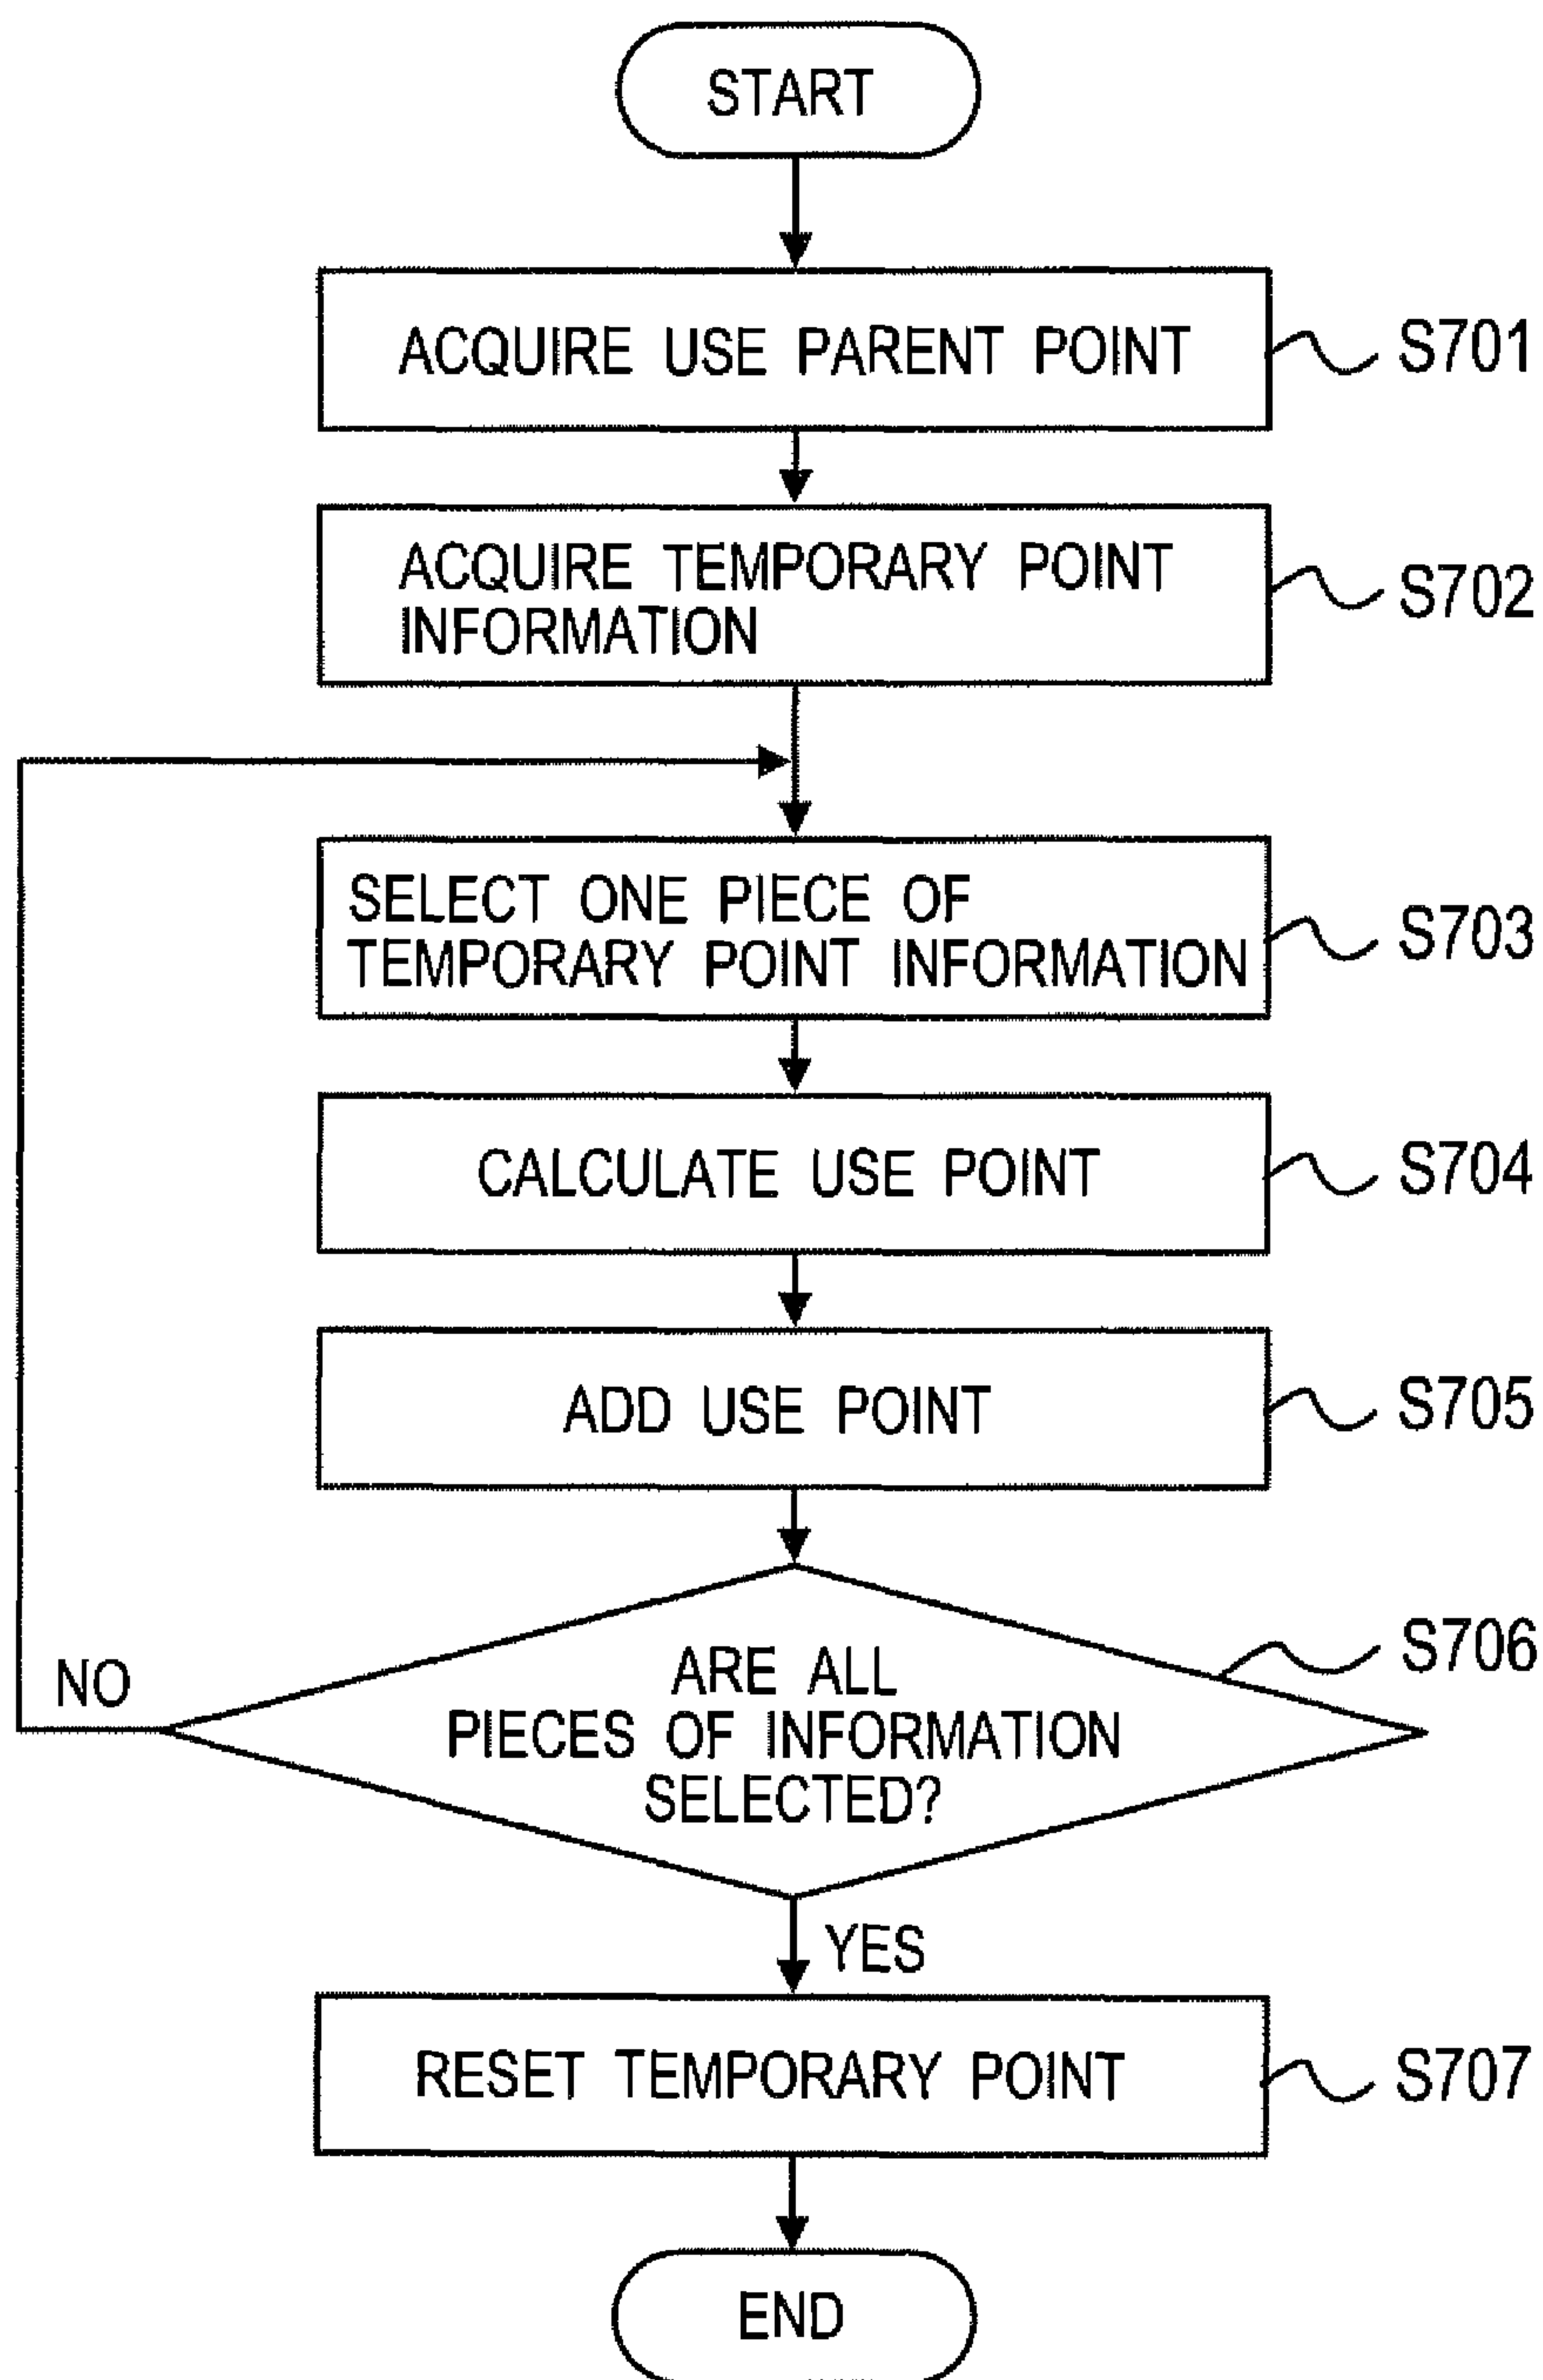 START
ACQUIRE USE PARENT POINT
S701
ACQUIRE TEMPORARY POINT
INFORMATION
S702
SELECT ONE PIECE OF
TEMPORARY POINT INFORMATION
S703
CALCULATE USE POINT
S704
ADD USE POINT
S705
ARE ALL
PIECES OF INFORMATION
SELECTED?
S706
NO
YES
RESET TEMPORARY POINT
S707
END